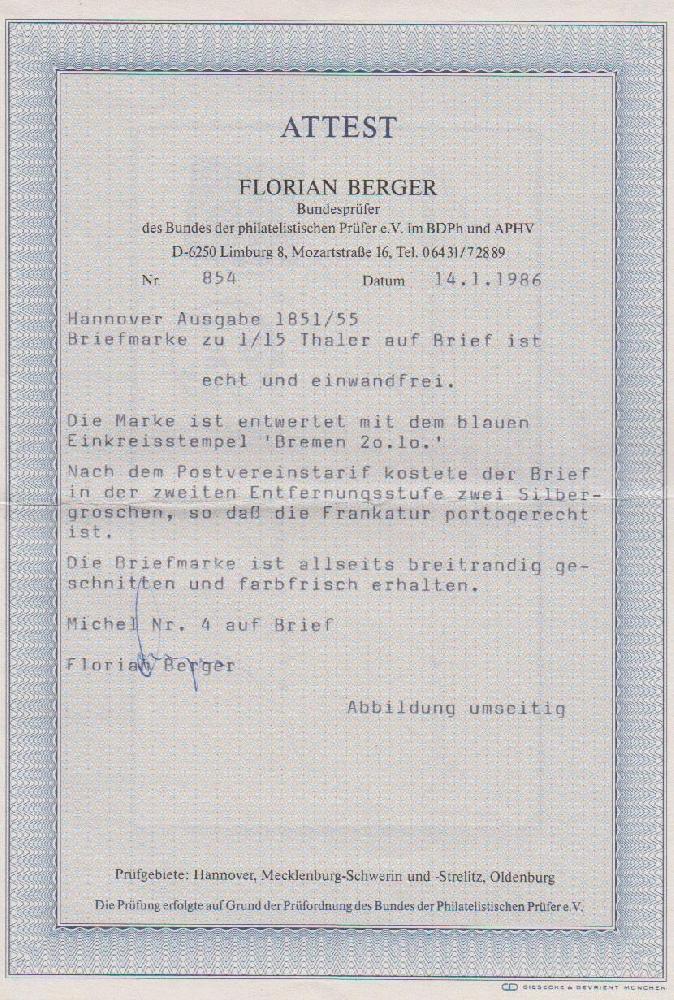 ATTEST
FLORIAN BERGER
Bundesprüfer
des Bundes der philatelistischen Prüfer e.V. im BDPh und APHV
D-6250 Limburg 8, Mozartstraße 16, Tel. 06431/72889
Nr. 854 Datum 14.1.1986
Hannover Ausgabe 1851/55
Briefmarke zu 1/15 Thaler auf Brief ist
echt und einwandfrei.
Die Marke ist entwertet mit dem blauen
Einkreisstempel 'Bremen 2o.1o.'
Nach dem Postvereinstarif kostete der Brief
in der zweiten Entfernungsstufe zwei Silber-
groschen, so daß die Frankatur portogerecht
ist.
Die Briefmarke ist allseits breitrandig ge-
schnitten und farbfrisch erhalten.
Michel Nr. 4 auf Brief
Florian Berger
Abbildung umseitig
Prüfgebiete: Hannover, Mecklenburg-Schwerin und -Strelitz, Oldenburg
Die Prüfung erfolgte auf Grund der Prüfordnung des Bundes der Philatelistischen Prüfer e.V.
GIESECKE & DEVRIENT MÜNCHEN